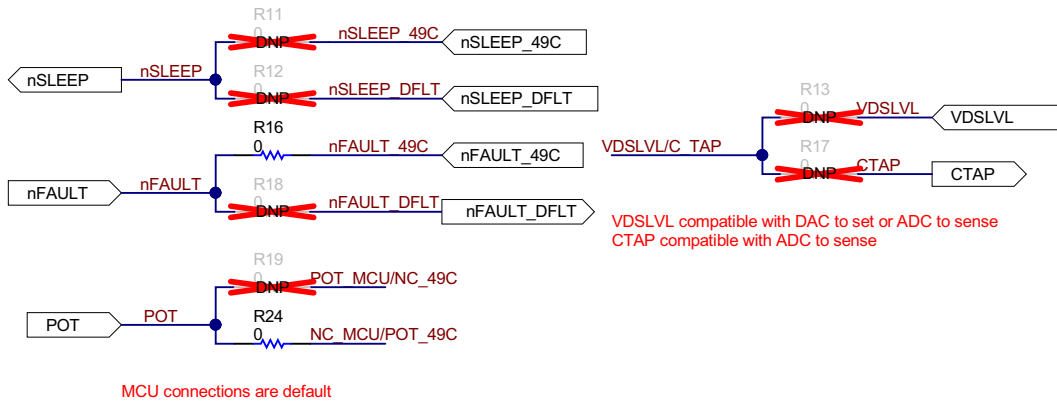 R11
0
DNP
nSLEEP_49C
nSLEEP_49C
nSLEEP
nSLEEP
R12
0
DNP
nSLEEP_DFLT
nSLEEP_DFLT
R16
0
nFAULT_49C
nFAULT_49C
nFAULT
nFAULT
R18
0
DNP
nFAULT_DFLT
nFAULT_DFLT
R19
0
DNP
POT_MCU/NC_49C
POT
POT
R24
0
NC_MCU/POT_49C
MCU connections are default
R13
0
DNP
VDSLVL
VDSLVL
VDSLVL/C_TAP
R17
0
DNP
CTAP
CTAP
VDSLVL compatible with DAC to set or ADC to sense
CTAP compatible with ADC to sense